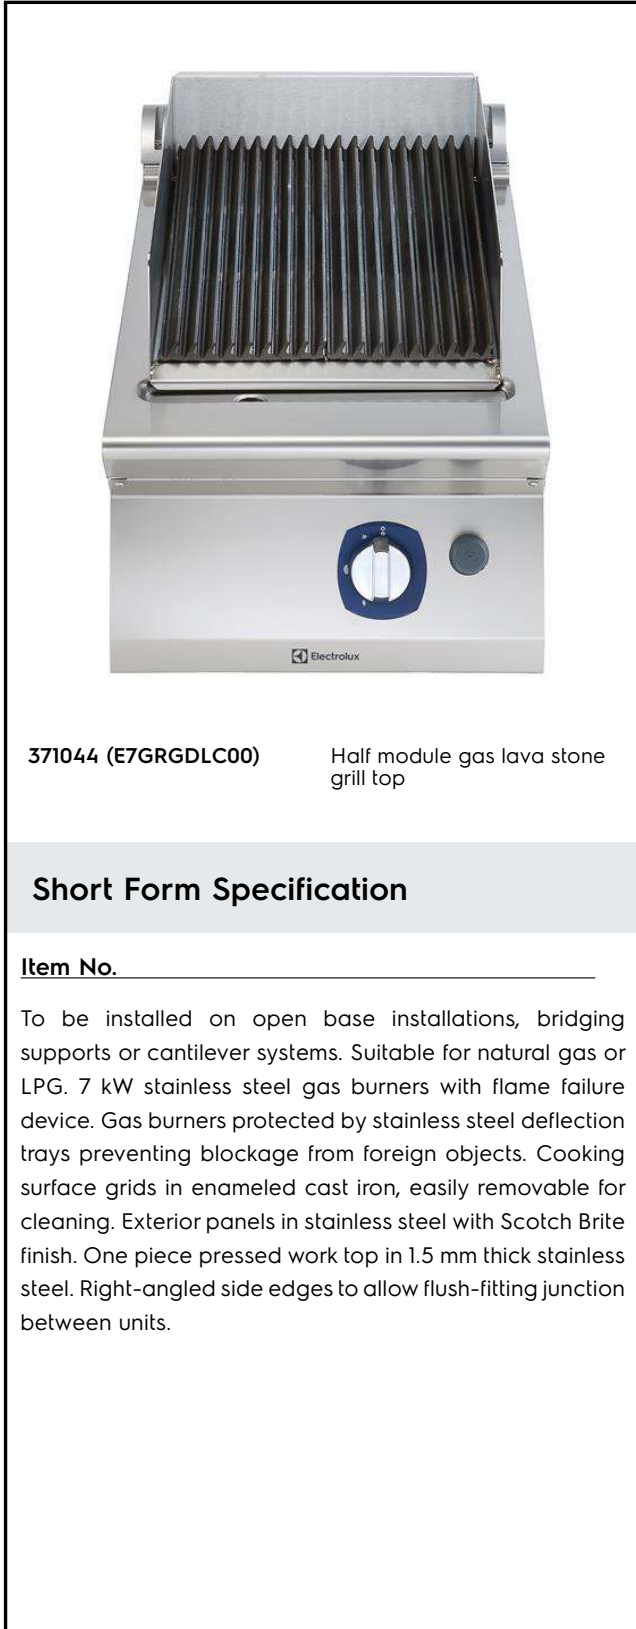 Electrolux
371044 (E7GRGDLC00)
Half module gas lava stone
grill top
Short Form Specification
Item No.
To be installed on open base installations, bridging
supports or cantilever systems. Suitable for natural gas or
LPG. 7 kW stainless steel gas burners with flame failure
device. Gas burners protected by stainless steel deflection
trays preventing blockage from foreign objects. Cooking
surface grids in enameled cast iron, easily removable for
cleaning. Exterior panels in stainless steel with Scotch Brite
finish. One piece pressed work top in 1.5 mm thick stainless
steel. Right-angled side edges to allow flush-fitting junction
between units.